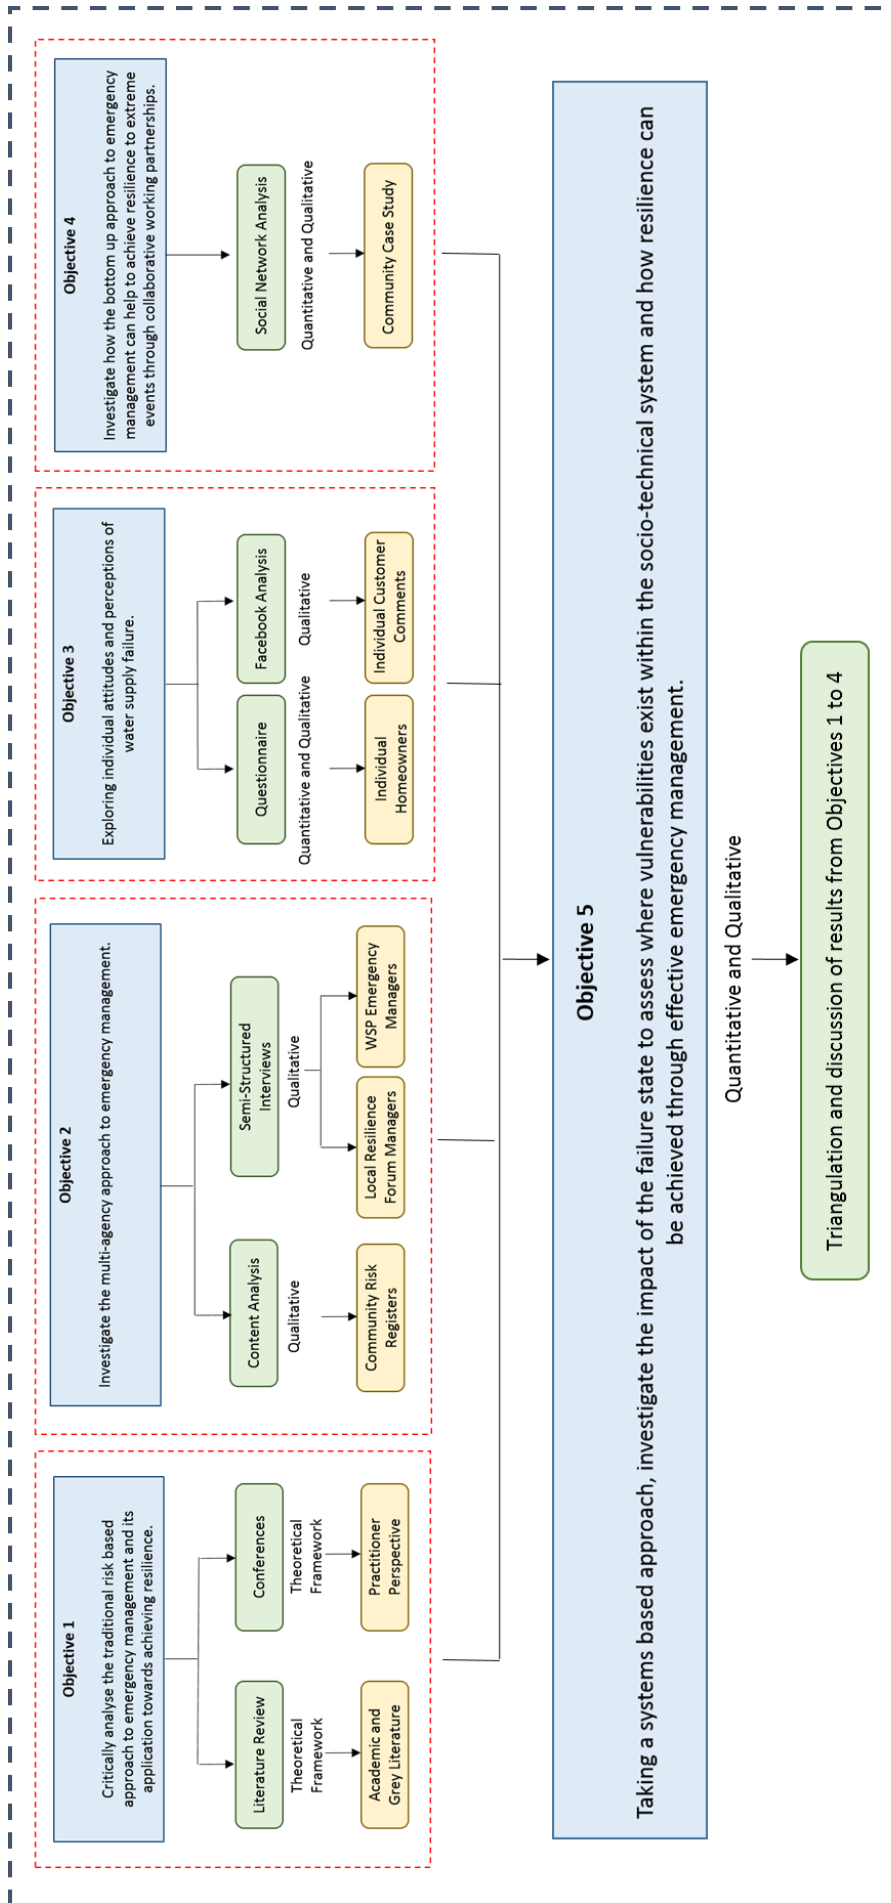 Objective 1
Critically analyse the traditional risk based
approach to emergency management and its
application towards achieving resilience.
Literature Review
Theoretical
Framework
Academic and
Grey Literature
Conferences
Theoretical
Framework
Practitioner
Perspective
Objective 2
Investigate the multi-agency approach to emergency management.
Content Analysis
Qualitative
Community Risk
Registers
Semi-Structured
Interviews
Qualitative
Local Resilience
Forum Managers
WSP Emergency
Managers
Objective 3
Exploring individual attitudes and perceptions of
water supply failure.
Questionnaire
Quantitative and Qualitative
Individual
Homeowners
Facebook Analysis
Qualitative
Individual Customer
Comments
Objective 4
Investigate how the bottom up approach to emergency
management can help to achieve resilience to extreme
events through collaborative working partnerships.
Social Network Analysis
Quantitative and Qualitative
Community Case Study
Objective 5
Taking a systems based approach, investigate the impact of the failure state to assess where vulnerabilities exist within the socio-technical system and how resilience can
be achieved through effective emergency management.
Quantitative and Qualitative
Triangulation and discussion of results from Objectives 1 to 4